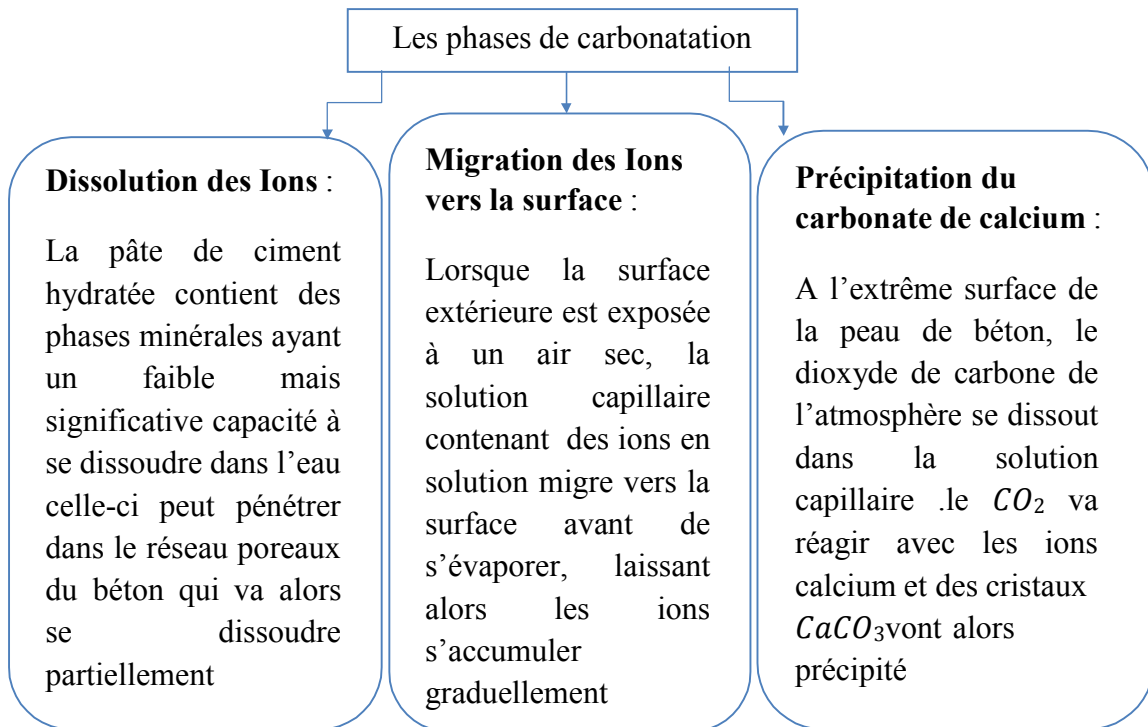 Les phases de carbonatation
Dissolution des Ions :
La pâte de ciment
hydratée contient des
phases minérales ayant
un faible mais
significative capacité à
se dissoudre dans l’eau
celle-ci peut pénétrer
dans le réseau poreaux
du béton qui va alors
se dissoudre
partiellement
Migration des Ions
vers la surface :
Lorsque la surface
extérieure est exposée
à un air sec, la
solution capillaire
contenant des ions en
solution migre vers la
surface avant de
s’évaporer, laissant
alors les ions
s’accumuler
graduellement
Précipitation du
carbonate de calcium :
A l’extrême surface de
la peau de béton, le
dioxyde de carbone de
l’atmosphère se dissout
dans la solution
capillaire .le CO₂ va
réagir avec les ions
calcium et des cristaux
CaCO₃vont alors
précipité